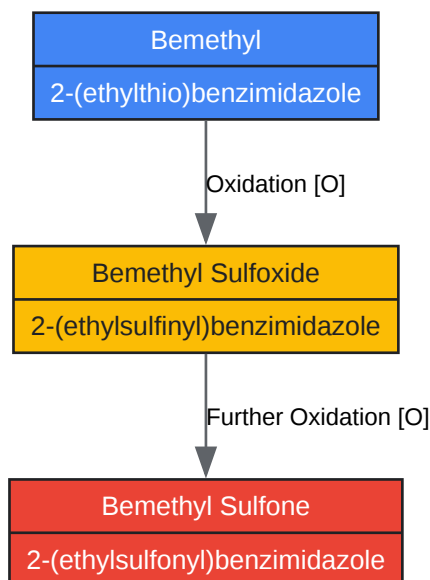 Bemethyl
2-(ethylthio)benzimidazole
Oxidation [O]
Bemethyl Sulfoxide
2-(ethylsulfinyl)benzimidazole
Further Oxidation [O]
Bemethyl Sulfone
2-(ethylsulfonyl)benzimidazole